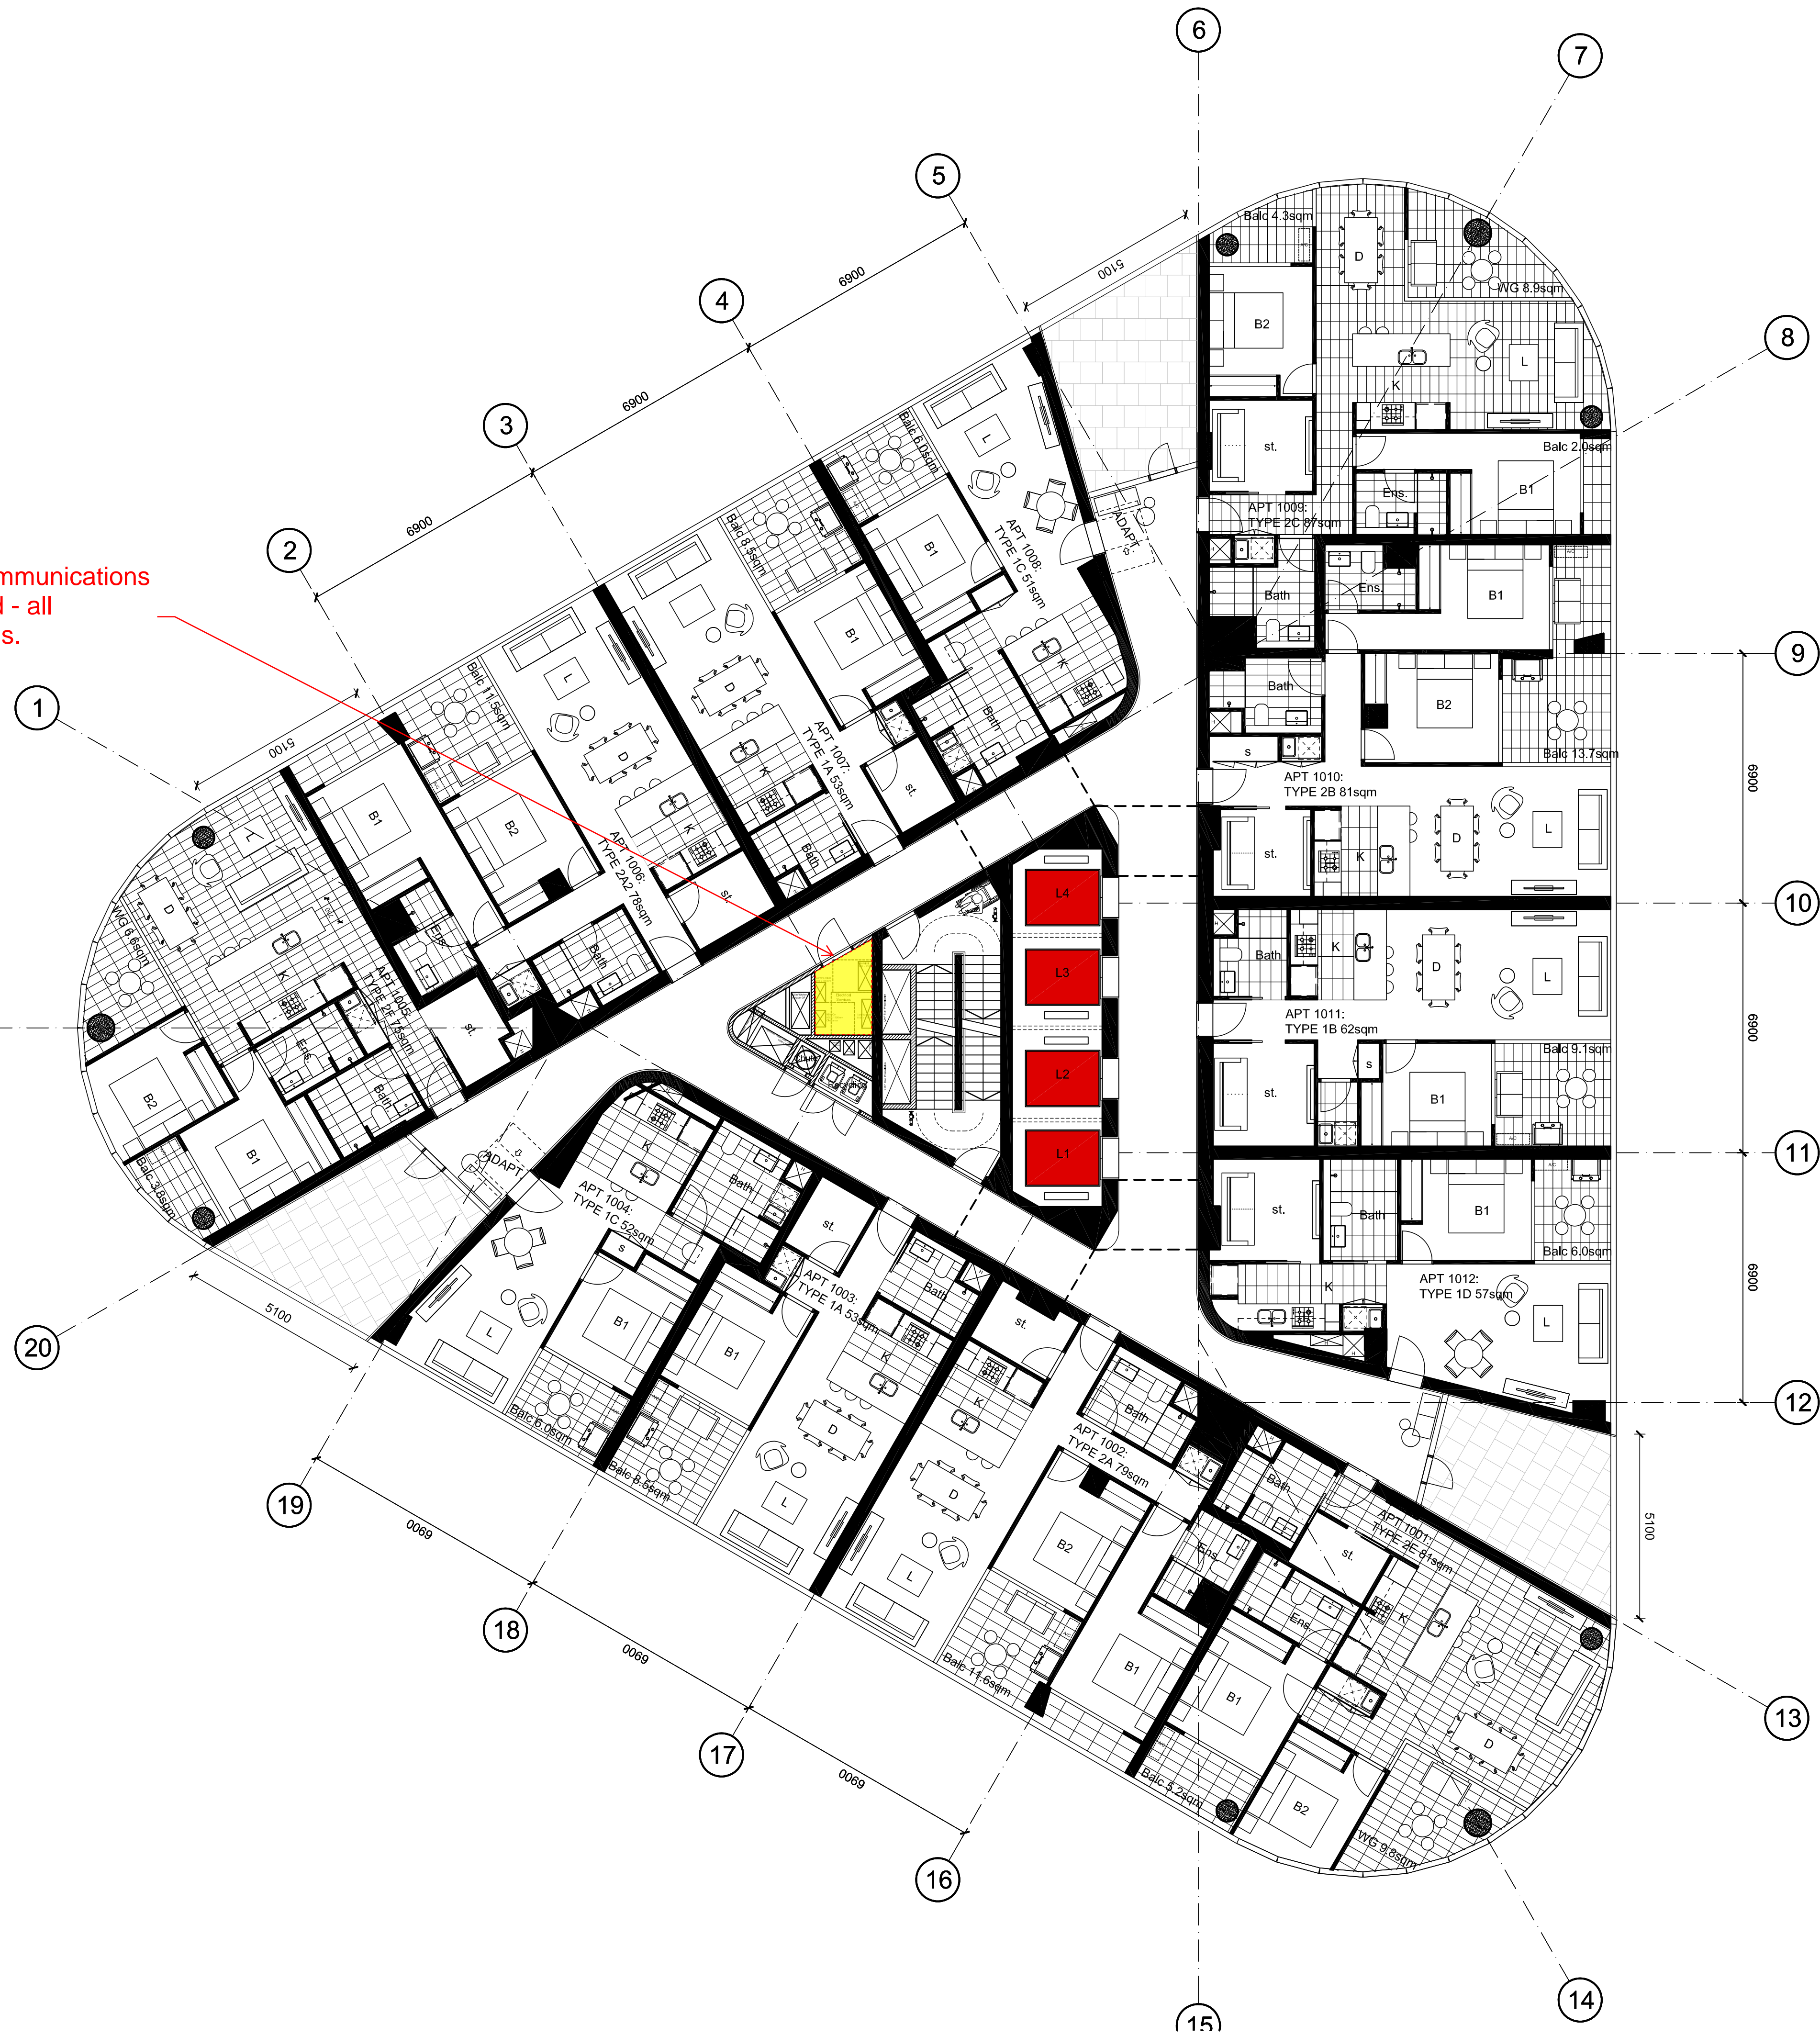 6
7
5
8
4
3
2
1
mmunications
d - all
s.
5100
6900
6900
6900
5100
Balc 4.3sqm
D
WG 8.9sqm
B2
L
K
Balc 2.0sqm
st.
Ens.
B1
APT 1009:
TYPE 2C 87sqm
Bath
Ens.
B1
9
Bath
B2
Balc 13.7sqm
s
APT 1010:
TYPE 2B 81sqm
6900
st.
K
D
L
10
Bath
K
D
L
APT 1011:
TYPE 1B 62sqm
6900
Balc 9.1sqm
s
st.
B1
11
st.
Bath
B1
Balc 6.0sqm
K
APT 1012:
TYPE 1D 57sqm
6900
L
12
5100
Balc 6.0sqm
L
B1
APT 1008:
TYPE 1C 51sqm
ADAPT.
K
Bath
Balc 8.5sqm
B1
D
K
APT 1007:
TYPE 1A 53sqm
st.
Bath
Balc 11.5sqm
L
D
B2
K
APT 1006:
TYPE 2A2 78sqm
st.
Bath
B1
Ens.
L
D
WG 6.6sqm
K
APT 1005:
TYPE 2F 75sqm
st.
Ens.
Bath
B2
B1
Balc 3.8sqm
L4
L3
L2
L1
ADAPT.
5100
20
APT 1004:
TYPE 1C 52sqm
K
Bath
s
L
B1
Balc 6.0sqm
st.
APT 1003:
TYPE 1A 53sqm
Bath
K
B1
D
L
Balc 8.5sqm
st.
K
D
L
APT 1002:
TYPE 2A 79sqm
Bath
B2
Ens.
B1
Balc 11.6sqm
Bath
APT 1001:
TYPE 2E 81sqm
st.
K
L
Ens.
B1
D
B2
Balc 5.2sqm
WG 9.8sqm
19
6900
18
6900
17
6900
16
13
14
15